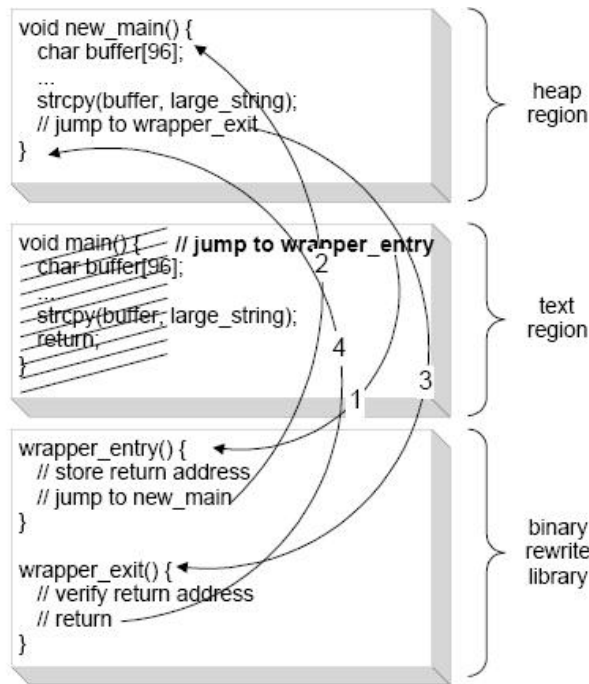 void new_main() {
char buffer[96];
...
strcpy(buffer, large_string);
// jump to wrapper_exit
}
heap
region
void main() { // jump to wrapper_entry
char buffer[96];
...
strcpy(buffer, large_string);
return;
}
text
region
2
4
3
1
wrapper_entry() {
// store return address
// jump to new_main
}
wrapper_exit() {
// verify return address
// return
}
binary
rewrite
library